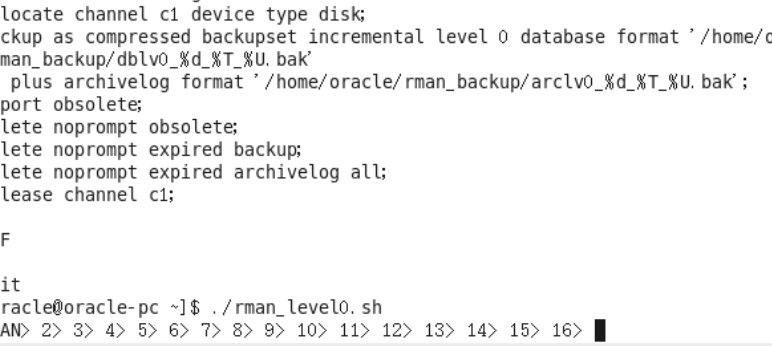 locate channel c1 device type disk;
ckup as compressed backupset incremental level 0 database format '/home/o
man_backup/dblv0_%d_%T_%U.bak'
 plus archivelog format '/home/oracle/rman_backup/arclv0_%d_%T_%U.bak';
port obsolete;
lete noprompt obsolete;
lete noprompt expired backup;
lete noprompt expired archivelog all;
lease channel c1;
F
it
racle@oracle-pc ~]$ ./rman_level0.sh
AN> 2> 3> 4> 5> 6> 7> 8> 9> 10> 11> 12> 13> 14> 15> 16>